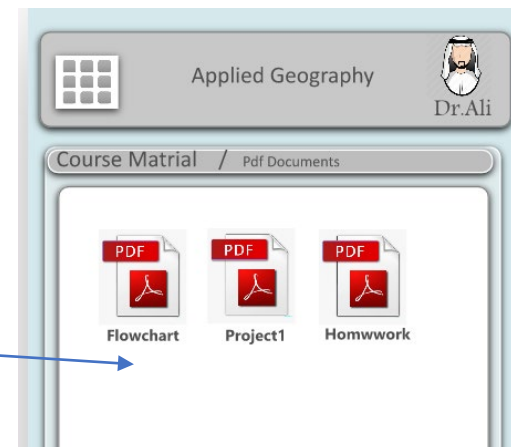 Applied Geography
Dr.Ali
Course Matrial / Pdf Documents
PDF PDF PDF
Flowchart Project1 Homwwork